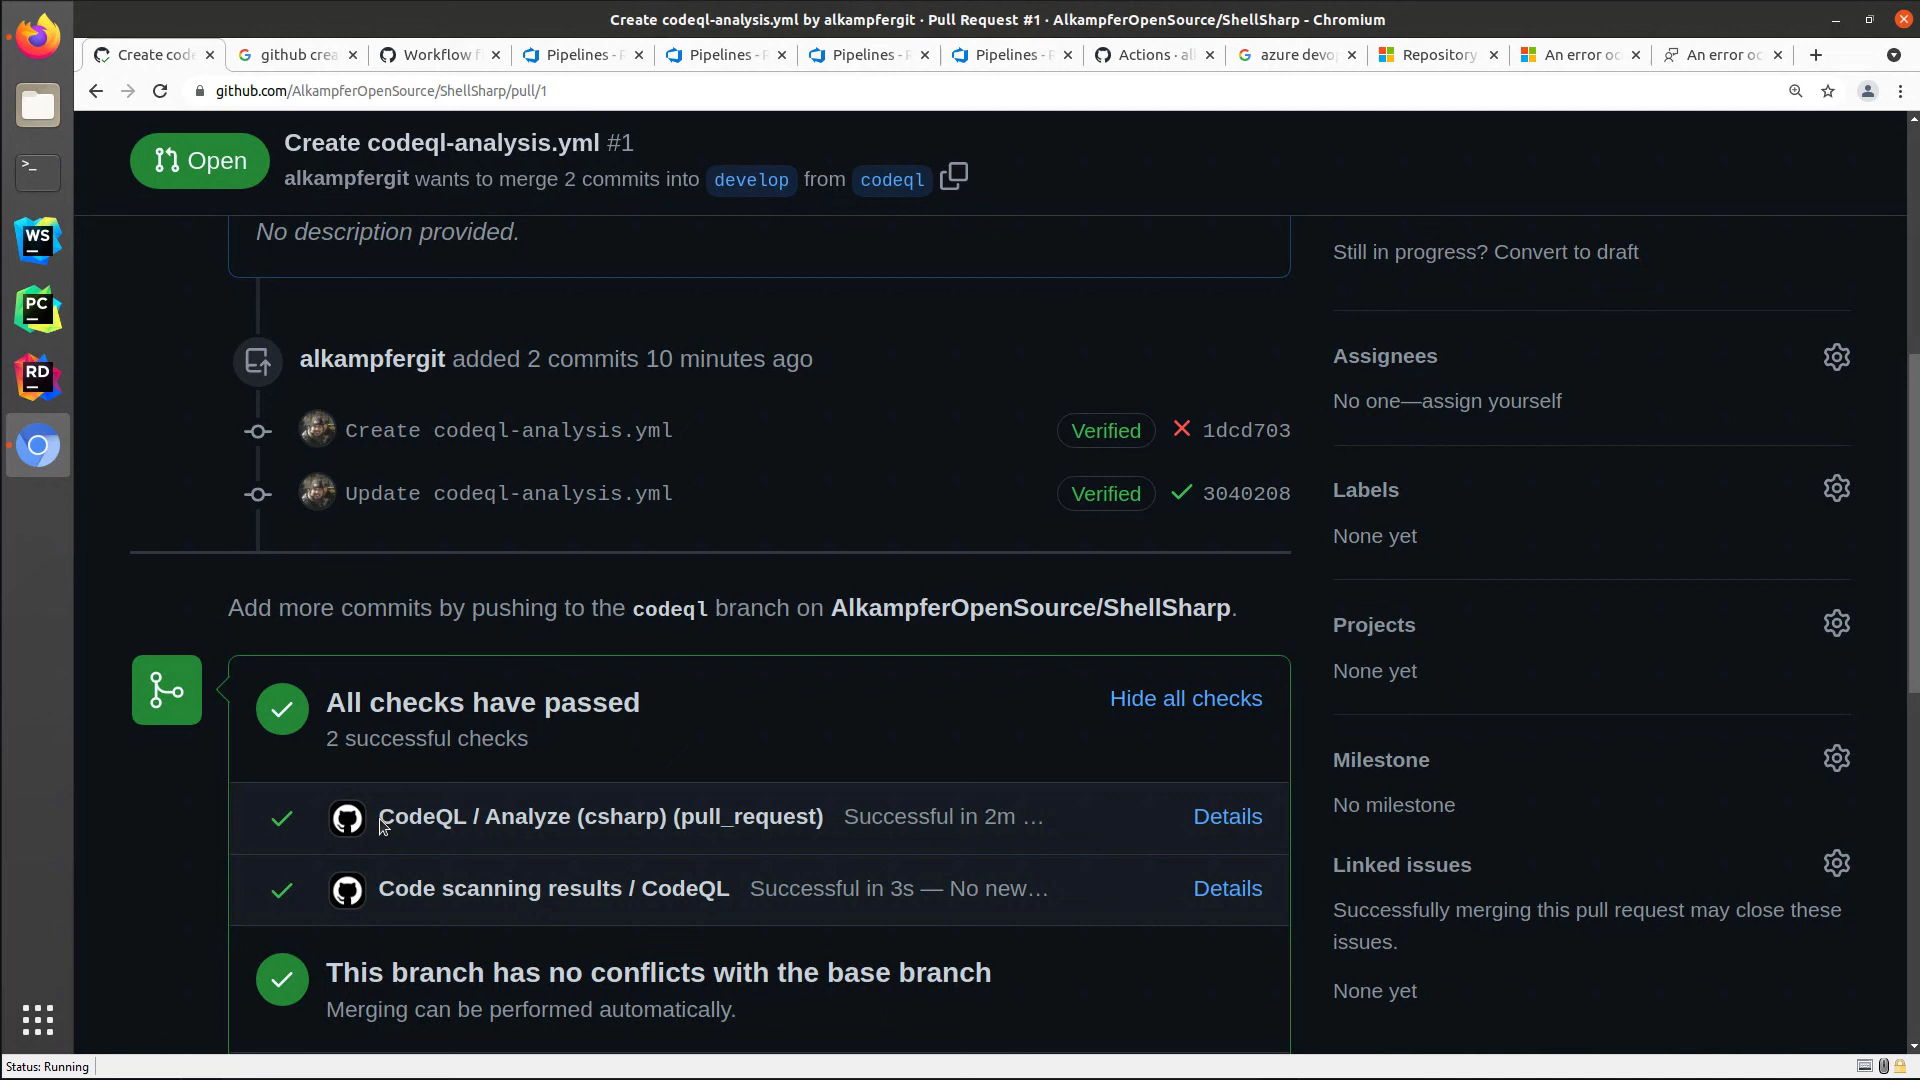 Create codeql-analysis.yml by alkampfergit · Pull Request #1 · AlkampferOpenSource/ShellSharp - Chromium
Create code
github crea
Workflow f
Pipelines - R
Pipelines - R
Pipelines - R
Pipelines - R
Actions · al
azure devo
Repository
An error oc
An error oc
github.com/AlkampferOpenSource/ShellSharp/pull/1
Open
Create codeql-analysis.yml #1
alkampfergit wants to merge 2 commits into develop from codeql
No description provided.
Still in progress? Convert to draft
alkampfergit added 2 commits 10 minutes ago
Create codeql-analysis.yml Verified 1dcd703
Update codeql-analysis.yml Verified 3040208
Add more commits by pushing to the codeql branch on AlkampferOpenSource/ShellSharp.
All checks have passed
Hide all checks
2 successful checks
CodeQL / Analyze (csharp) (pull_request) Successful in 2m … Details
Code scanning results / CodeQL Successful in 3s — No new… Details
This branch has no conflicts with the base branch
Merging can be performed automatically.
Assignees
No one—assign yourself
Labels
None yet
Projects
None yet
Milestone
No milestone
Linked issues
Successfully merging this pull request may close these
issues.
None yet
>_
WS
PC
RD
Status: Running